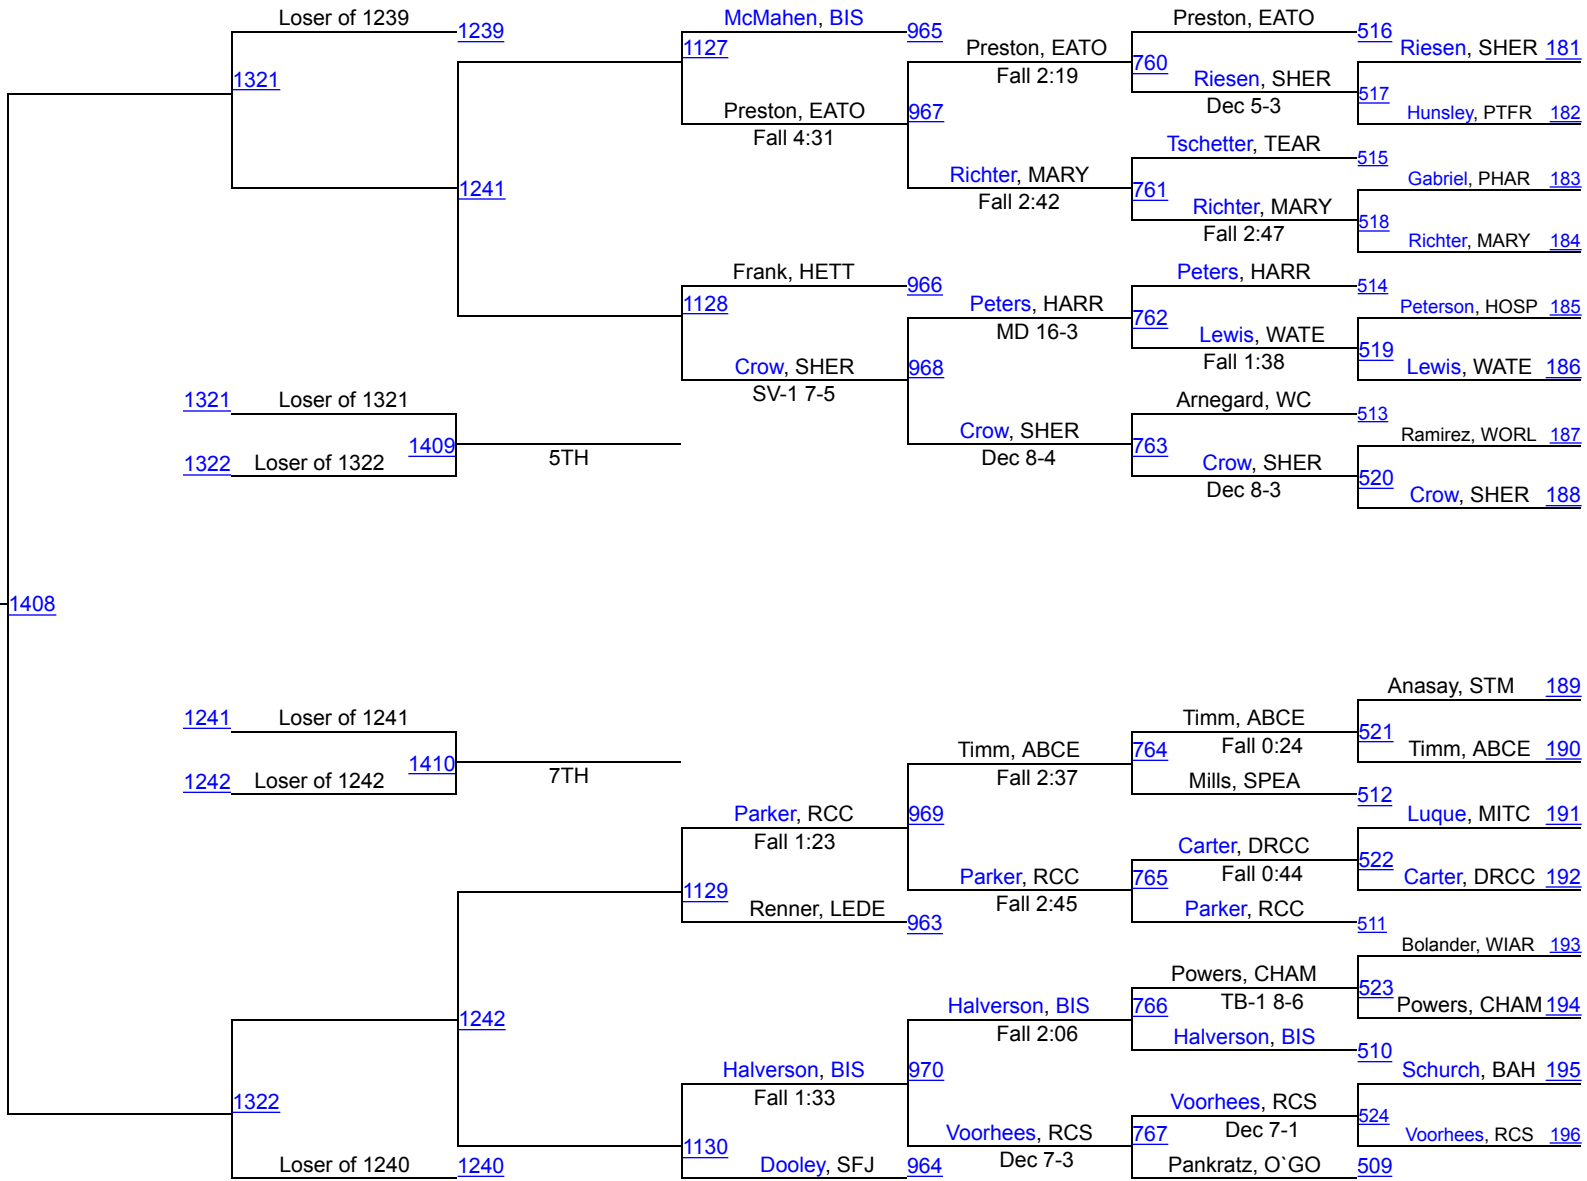 Loser of 1239
1239
McMahen, BIS
965
Preston, EATO
516
Riesen, SHER 181
1321
1127
Preston, EATO
Fall 2:19
760
Riesen, SHER
Dec 5-3
517
Hunsley, PTFR 182
Preston, EATO
Fall 4:31
967
Tschetter, TEAR
515
Gabriel, PHAR 183
1241
Richter, MARY
Fall 2:42
761
Richter, MARY
Fall 2:47
518
Richter, MARY 184
Frank, HETT
966
Peters, HARR
514
Peterson, HOSP 185
1128
Peters, HARR
MD 16-3
762
Lewis, WATE
Fall 1:38
519
Lewis, WATE 186
Crow, SHER
SV-1 7-5
968
Arnegard, WC
513
Ramirez, WORL 187
1321 Loser of 1321
1409
5TH
1322 Loser of 1322
Crow, SHER
Dec 8-4
763
Crow, SHER
Dec 8-3
520
Crow, SHER 188
1408
Anasay, STM 189
1241 Loser of 1241
1410
7TH
1242 Loser of 1242
Timm, ABCE
Fall 2:37
764
Timm, ABCE
Fall 0:24
521
Timm, ABCE 190
Mills, SPEA
512
Luque, MITC 191
Parker, RCC
Fall 1:23
969
Carter, DRCC
Fall 0:44
522
Carter, DRCC 192
1129
Parker, RCC
Fall 2:45
765
Parker, RCC
511
Renner, LEDE
963
Bolander, WIAR 193
Powers, CHAM
TB-1 8-6
523
Powers, CHAM 194
1242
Halverson, BIS
Fall 2:06
766
Halverson, BIS
510
Schurch, BAH 195
Halverson, BIS
Fall 1:33
970
1322
Voorhees, RCS
Dec 7-1
524
Voorhees, RCS 196
1130
Voorhees, RCS
Dec 7-3
767
Loser of 1240
1240
Dooley, SFJ
964
Pankratz, O`GO
509